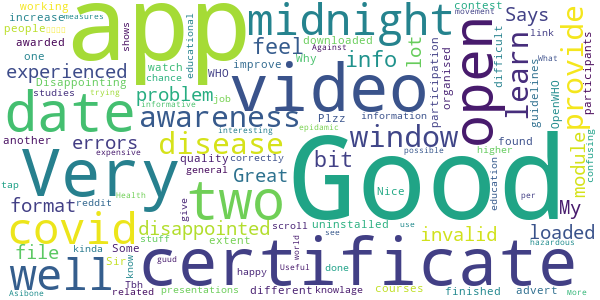 working measures
increase
people
awarded
one
experienced
Disappointing
studies
another
app
midnight
Says
contest
movement
link
feel
downloaded
Against
shows
educational
WHO
improve
Why
info
lot
participation
organised
open
learn
difficult
guidelines
What
OpenWHO
provide
participants
watch
chance
problem
job
video
Plzz
information
informative
trying
date
awareness
interesting
epidemic
possible
window
higher
found
confusing
errors
expensive
disease
quality
correctly
general
bit
Great
Nice
education
module
My
Very
two
Good
format
tap
reddit
Health
give
uninstalled
extent
scroll
use
see
per
invalid
loaded
covid
disappointed
file
kinda
stuff
Some
Sir
know
guud
happy
world
Useful
done
hazardous
well
Asibone
Tbh
related
presentations
different
knowlage
courses
certificate
finished
advert
More